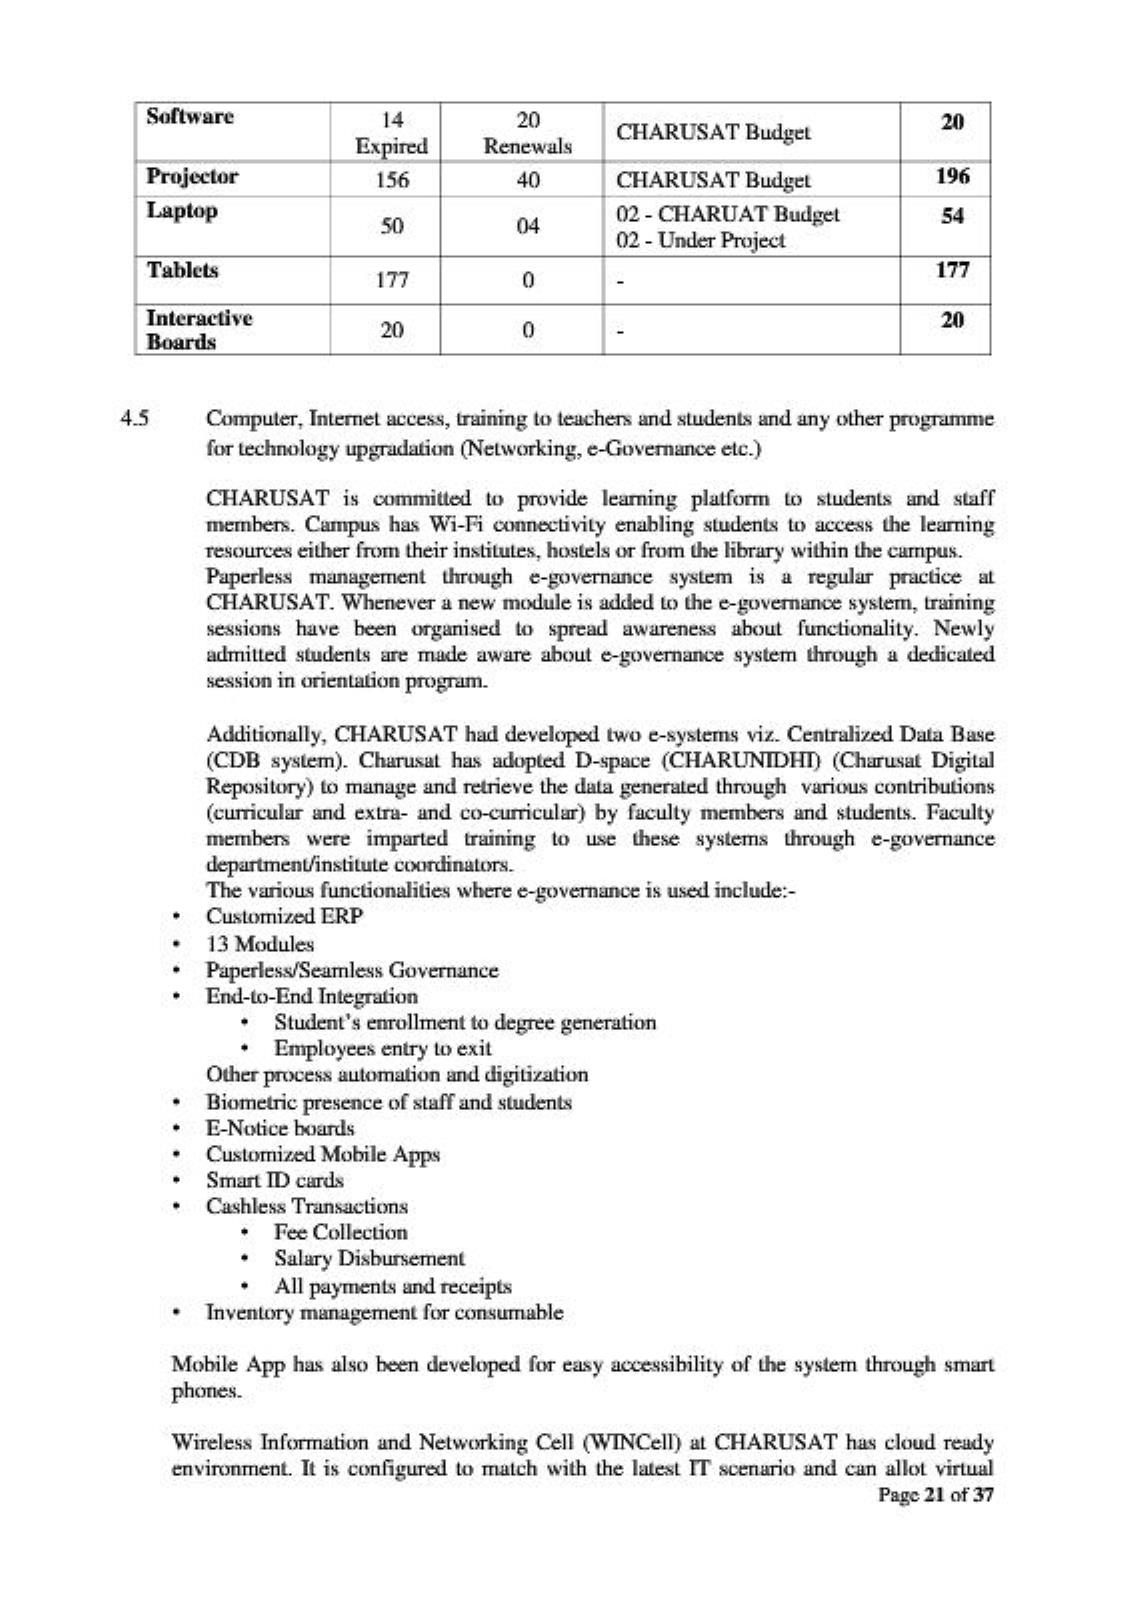 Software 14 Expired 20 Renewals CHARUSAT Budget 20
Projector 156 40 CHARUSAT Budget 196
Laptop 50 04 02 - CHARUAT Budget 02 - Under Project 54
Tablets 177 0 - 177
Interactive Boards 20 0 - 20
4.5 Computer, Internet access, training to teachers and students and any other programme
for technology upgradation (Networking, e-Governance etc.)
CHARUSAT is committed to provide learning platform to students and staff
members. Campus has Wi-Fi connectivity enabling students to access the learning
resources either from their institutes, hostels or from the library within the campus.
Paperless management through e-governance system is a regular practice at
CHARUSAT. Whenever a new module is added to the e-governance system, training
sessions have been organised to spread awareness about functionality. Newly
admitted students are made aware about e-governance system through a dedicated
session in orientation program.
Additionally, CHARUSAT had developed two e-systems viz. Centralized Data Base
(CDB system). Charusat has adopted D-space (CHARUNIDHI) (Charusat Digital
Repository) to manage and retrieve the data generated through various contributions
(curricular and extra- and co-curricular) by faculty members and students. Faculty
members were imparted training to use these systems through e-governance
department/institute coordinators.
The various functionalities where e-governance is used include:-
• Customized ERP
• 13 Modules
• Paperless/Seamless Governance
• End-to-End Integration
• Student's enrollment to degree generation
• Employees entry to exit
Other process automation and digitization
• Biometric presence of staff and students
• E-Notice boards
• Customized Mobile Apps
• Smart ID cards
• Cashless Transactions
• Fee Collection
• Salary Disbursement
• All payments and receipts
• Inventory management for consumable
Mobile App has also been developed for easy accessibility of the system through smart
phones.
Wireless Information and Networking Cell (WINCell) at CHARUSAT has cloud ready
environment. It is configured to match with the latest IT scenario and can allot virtual
Page 21 of 37